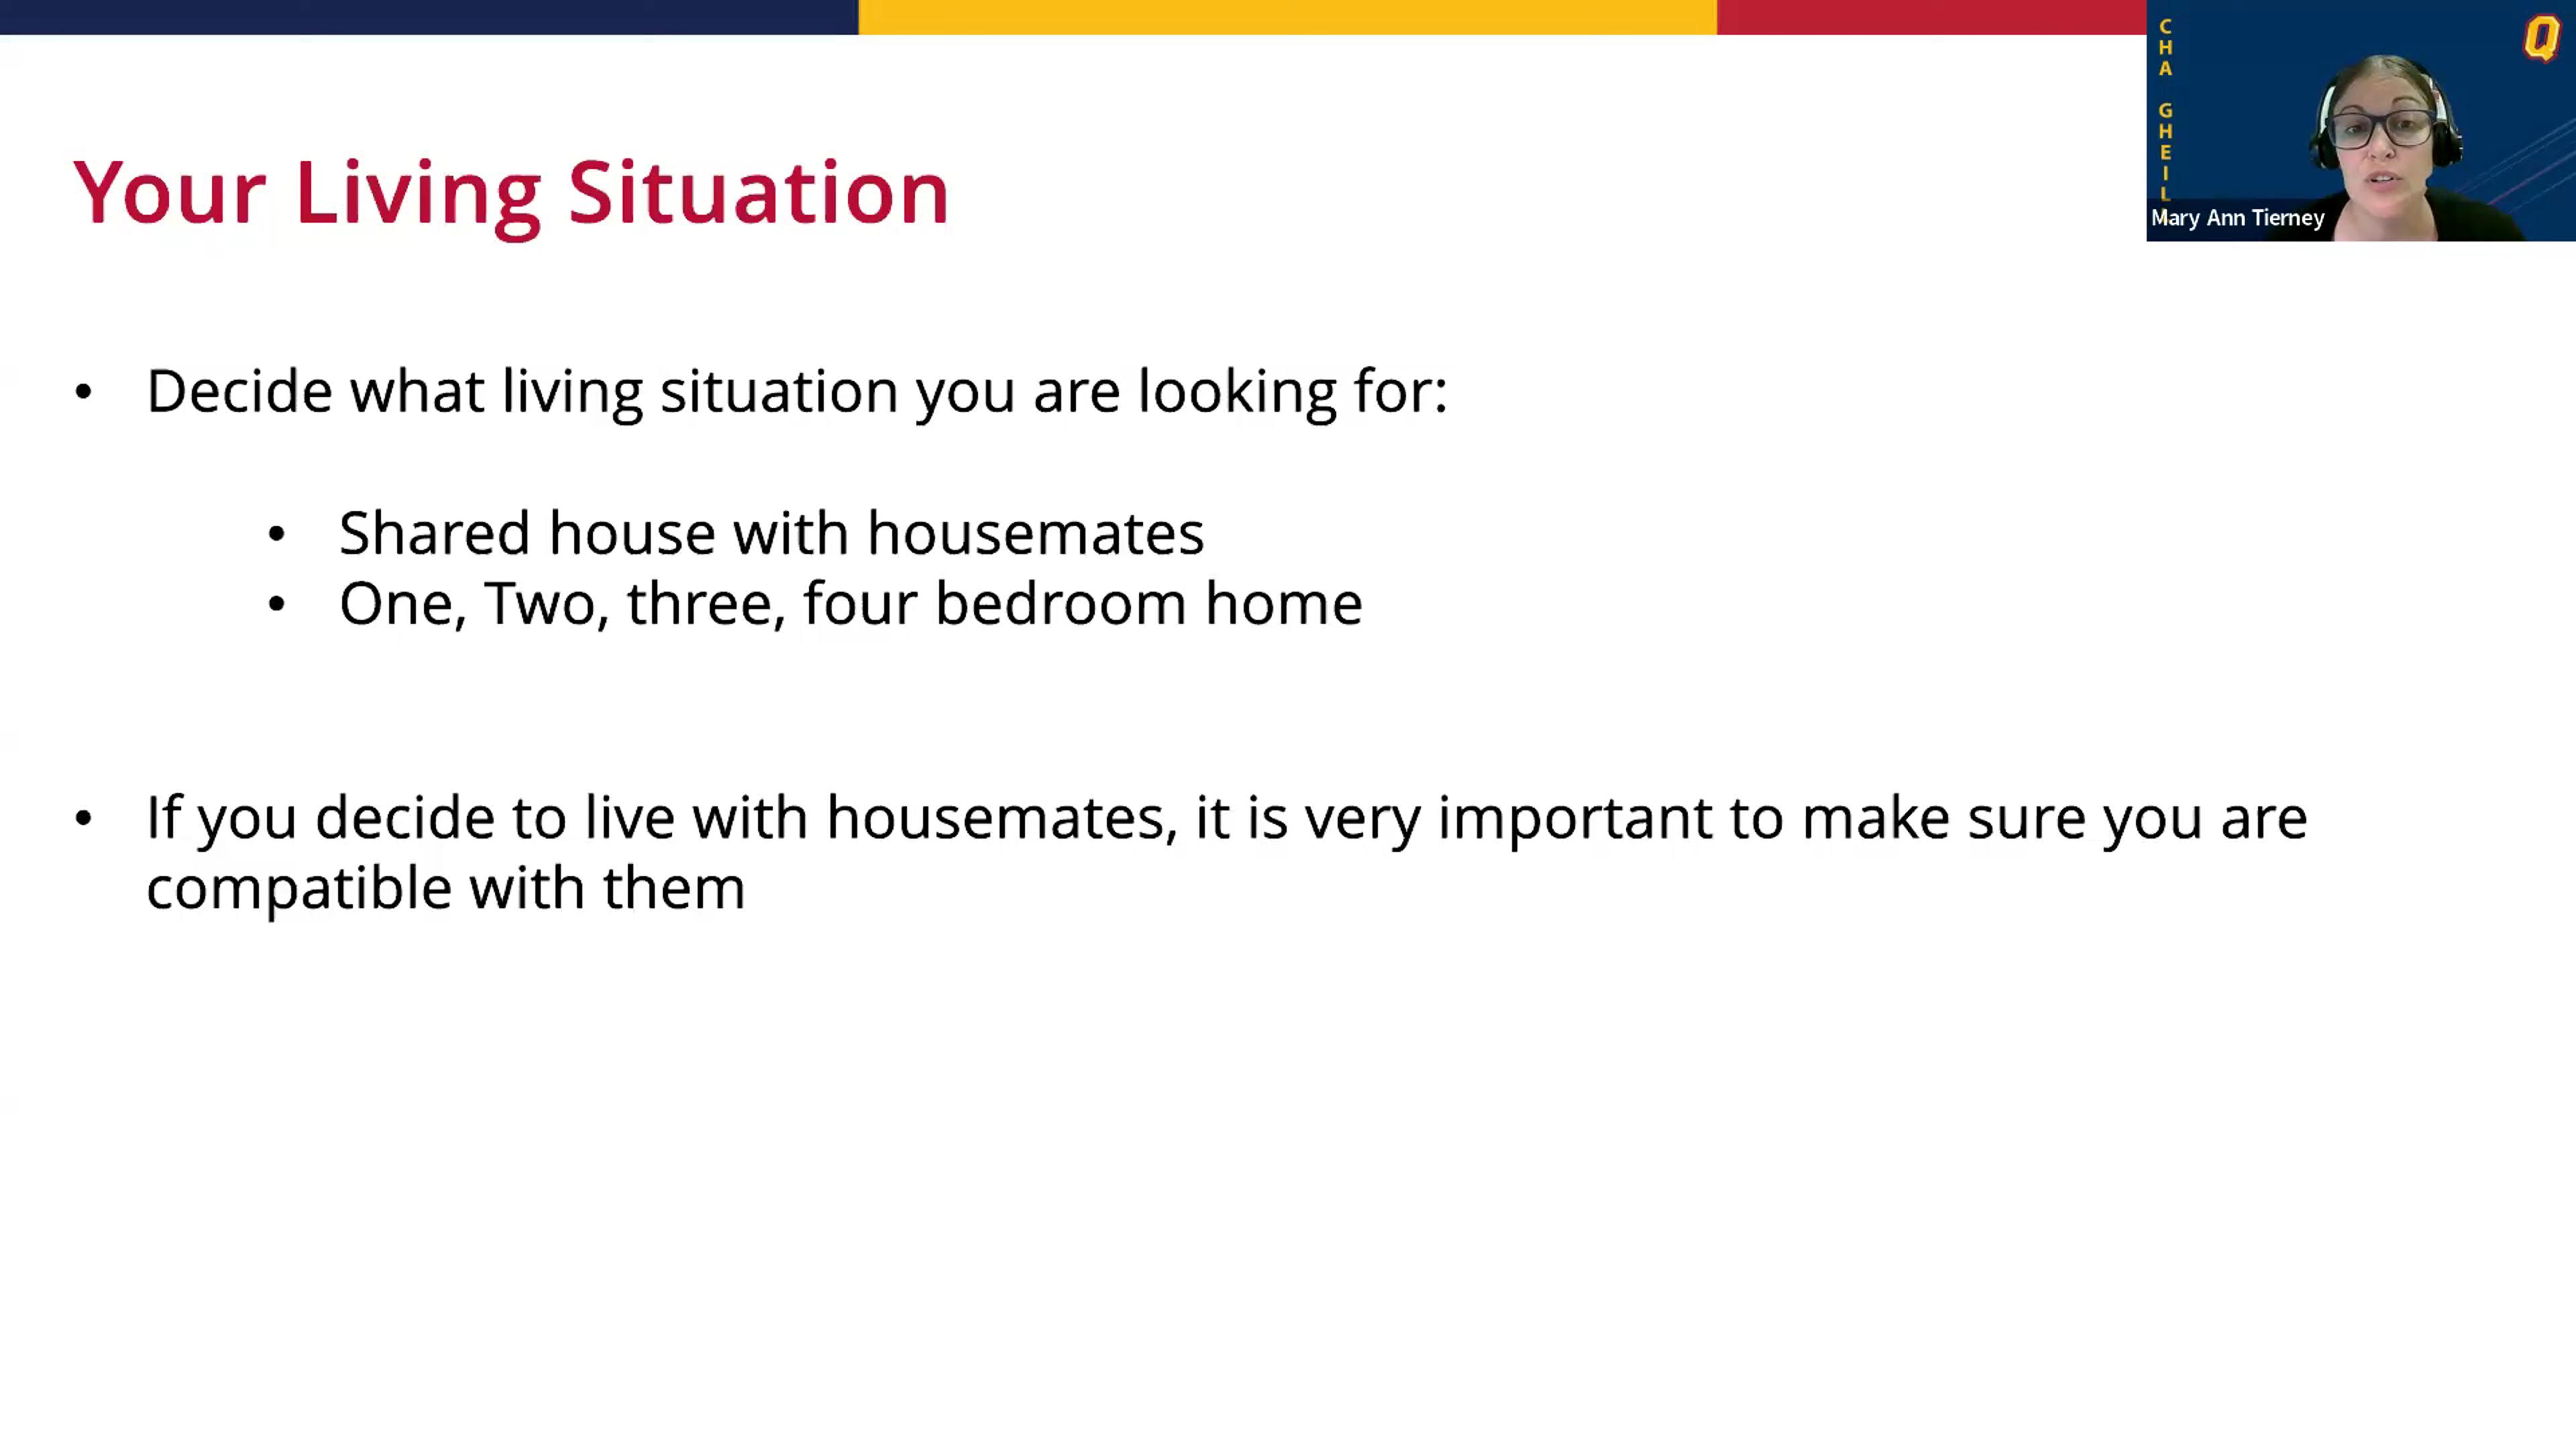 Your Living Situation
• Decide what living situation you are looking for:
• Shared house with housemates
• One, Two, three, four bedroom home
• If you decide to live with housemates, it is very important to make sure you are
compatible with them
CHA
GHEIL
Q
Mary Ann Tierney